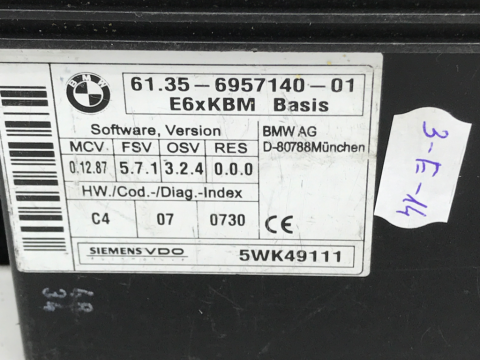 BMW
61.35-6957140-01
E6xKBM Basis
Software, Version
MCV FSV OSV RES
0.12.87 5.7.1 3.2.4 0.0.0
HW./Cod.-/Diag.-Index
C4 07 0730
BMW AG
D-80788München
CE
SIEMENS VDO 5WK49111
3-E-14
34